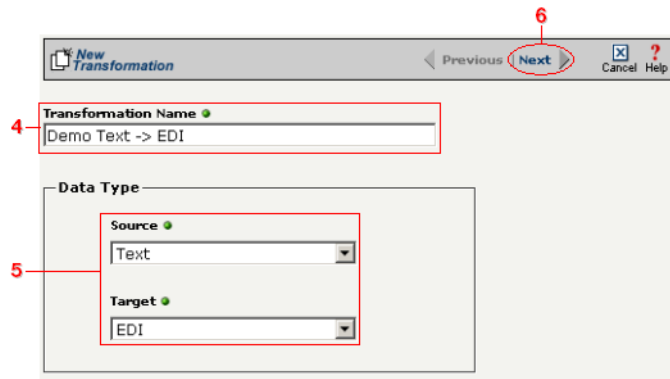 6
New
Transformation
Previous Next
Cancel Help
Transformation Name
4
Demo Text -> EDI
Data Type
Source
Text
5
Target
EDI